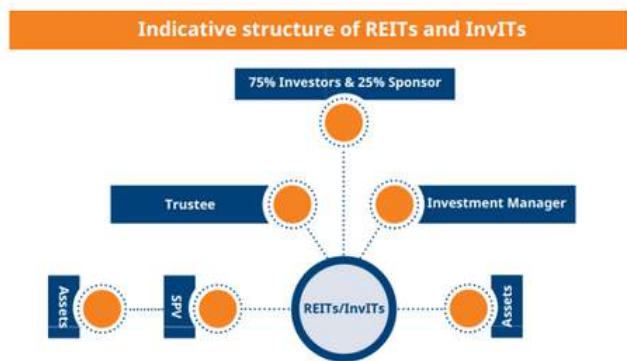 Indicative structure of REITs and InvITs
75% Investors & 25% Sponsor
Trustee
Investment Manager
Assets
SPV
REITs/InvITs
Assets